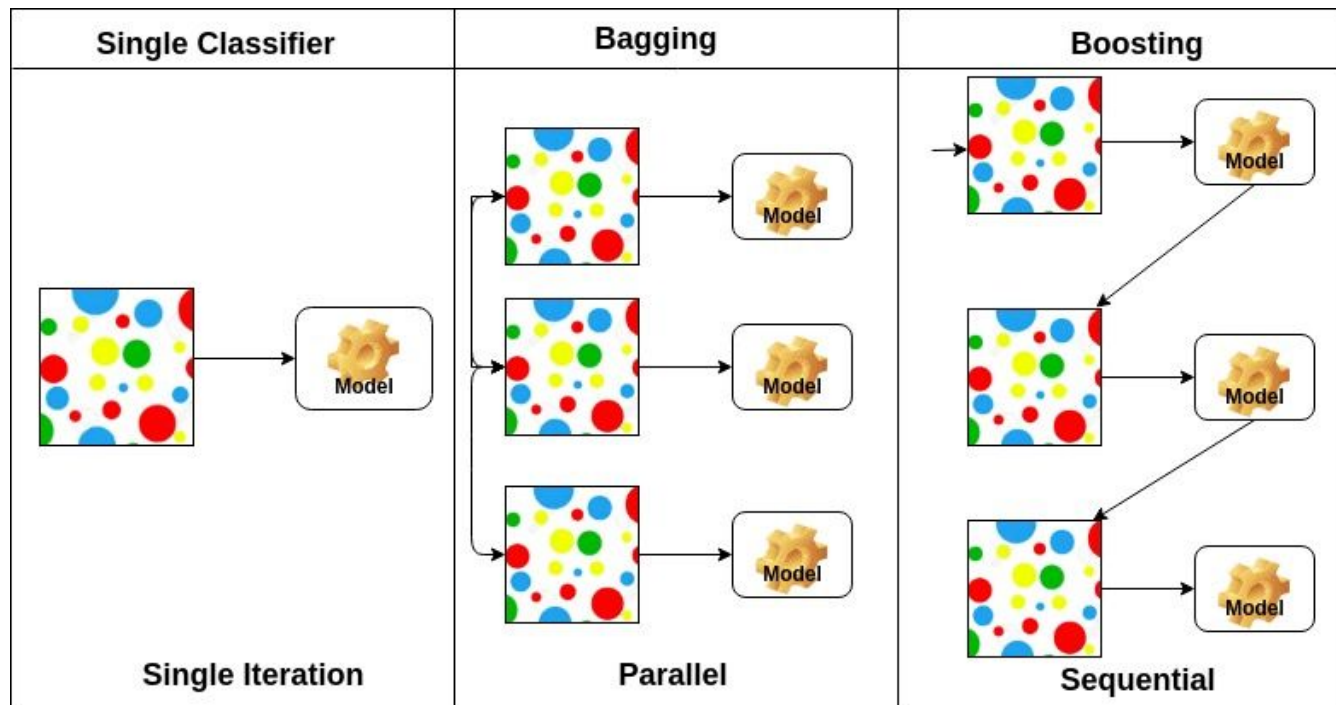 Single Classifier
Bagging
Boosting
Model
Model
Model
Model
Model
Model
Model
Single Iteration
Parallel
Sequential